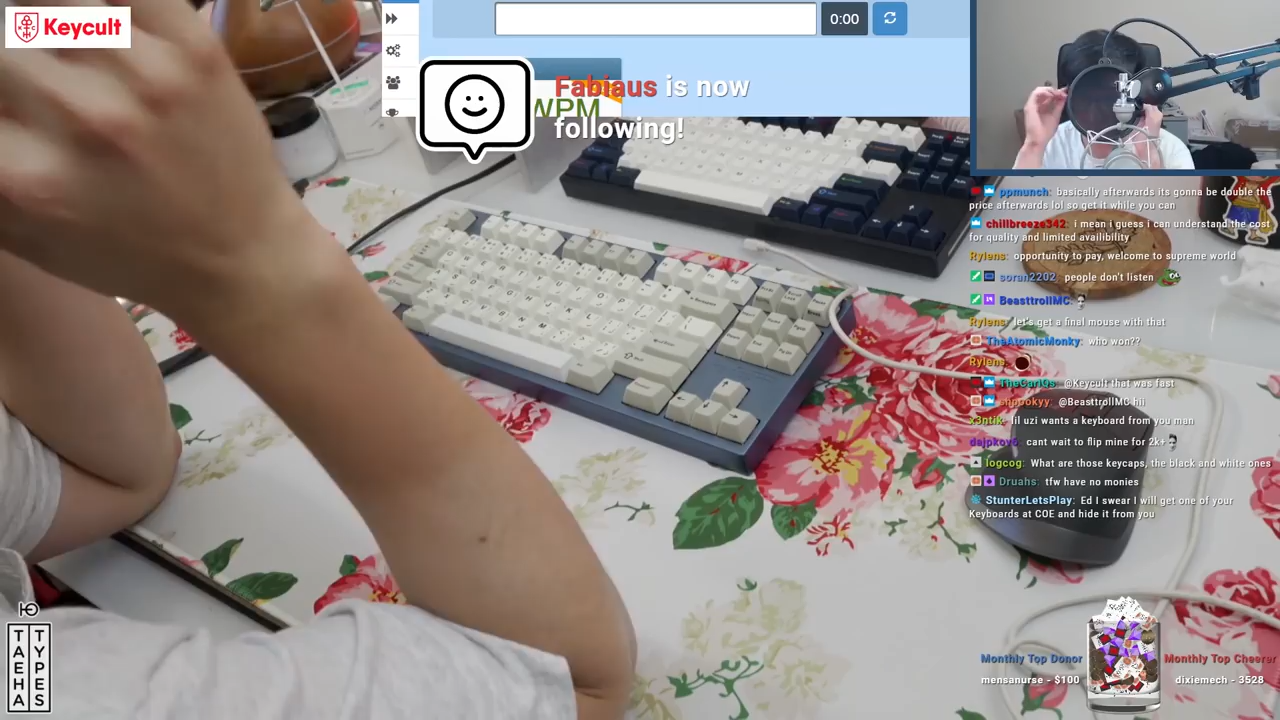 Keycult
0:00
Fabiaus is now
following!
WPM
ppmunch: basically afterwards its gonna be double the
price afterwards lol so get it while you can
chillbreeze342: i mean i guess i can understand the cost
for quality and limited availibility
Rylens: opportunity to pay, welcome to supreme world
soran2202: people don't listen
BeasttrollMC:
Rylens: let's get a final mouse with that
TheAtomicMonky: who won??
Rylens:
TheCarlQs: @Keycult that was fast
@BeasttrollMC hii
x3ntik: lil uzi wants a keyboard from you man
dajpkov6: cant wait to flip mine for 2k+
logcog: What are those keycaps, the black and white ones
Druahs: tfw have no monies
StunterLetsPlay: Ed I swear I will get one of your
Keyboards at COE and hide it from you
TAEHA
TYPES
Monthly Top Donor
mensanurse - $100
Monthly Top Cheerer
dixiemech - 3528